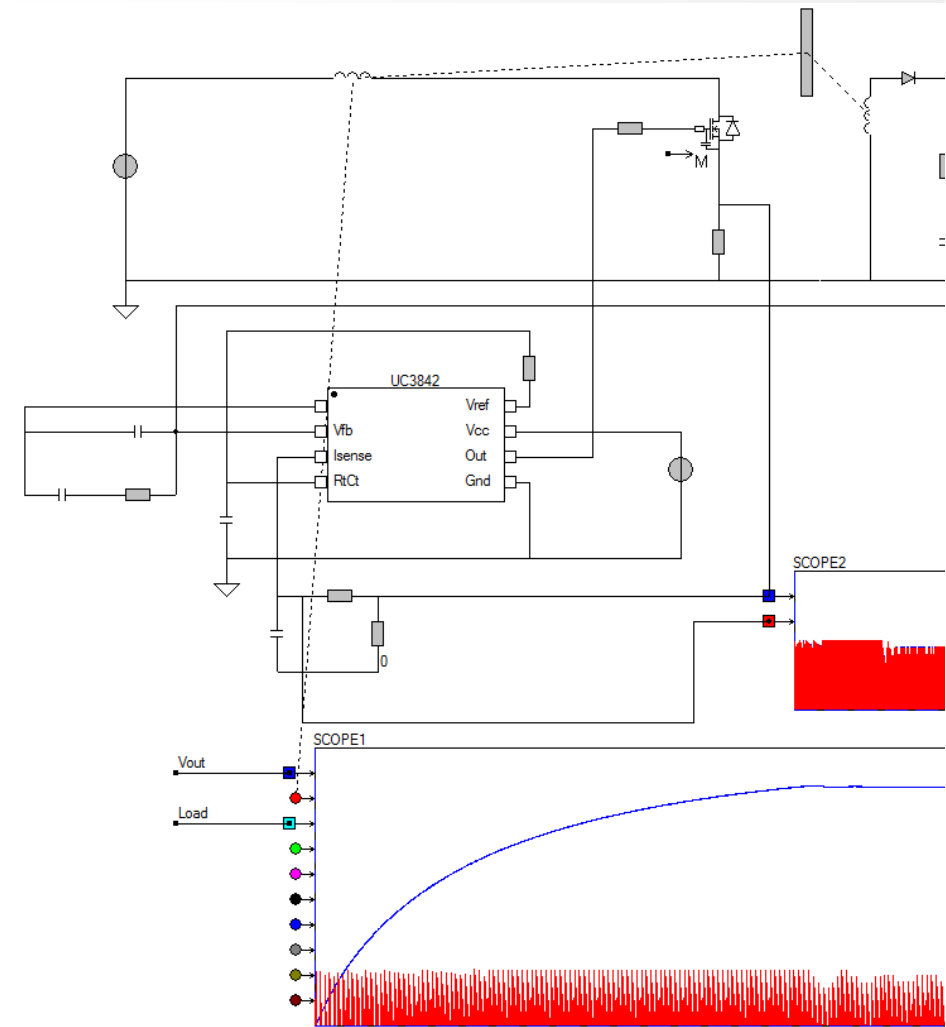 M
UC3842
Vref
Vfb
Vcc
Isense
Out
RtCt
Gnd
SCOPE2
0
SCOPE1
Vout
Load